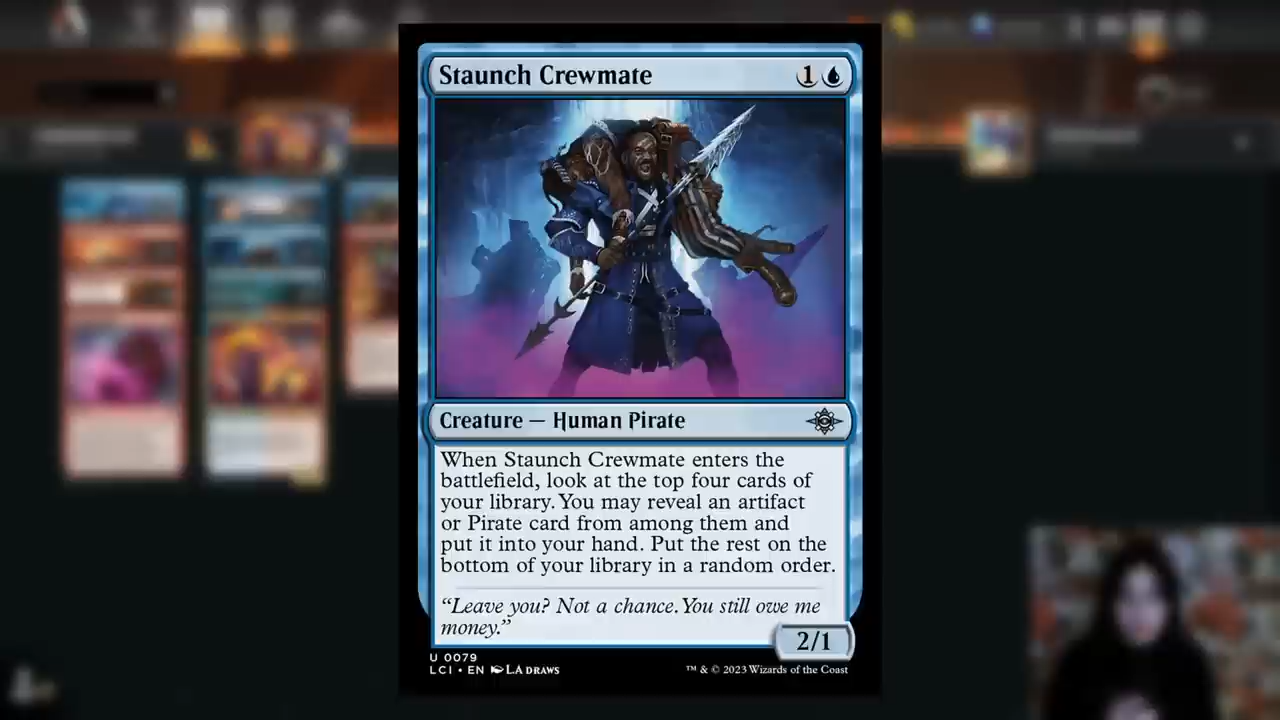 Staunch Crewmate 1
Creature — Human Pirate
When Staunch Crewmate enters the
battlefield, look at the top four cards of
your library. You may reveal an artifact
or Pirate card from among them and
put it into your hand. Put the rest on the
bottom of your library in a random order.
“Leave you? Not a chance. You still owe me
money.”
2/1
U 0079
LCI • EN LA DRAWS ™ & © 2023 Wizards of the Coast